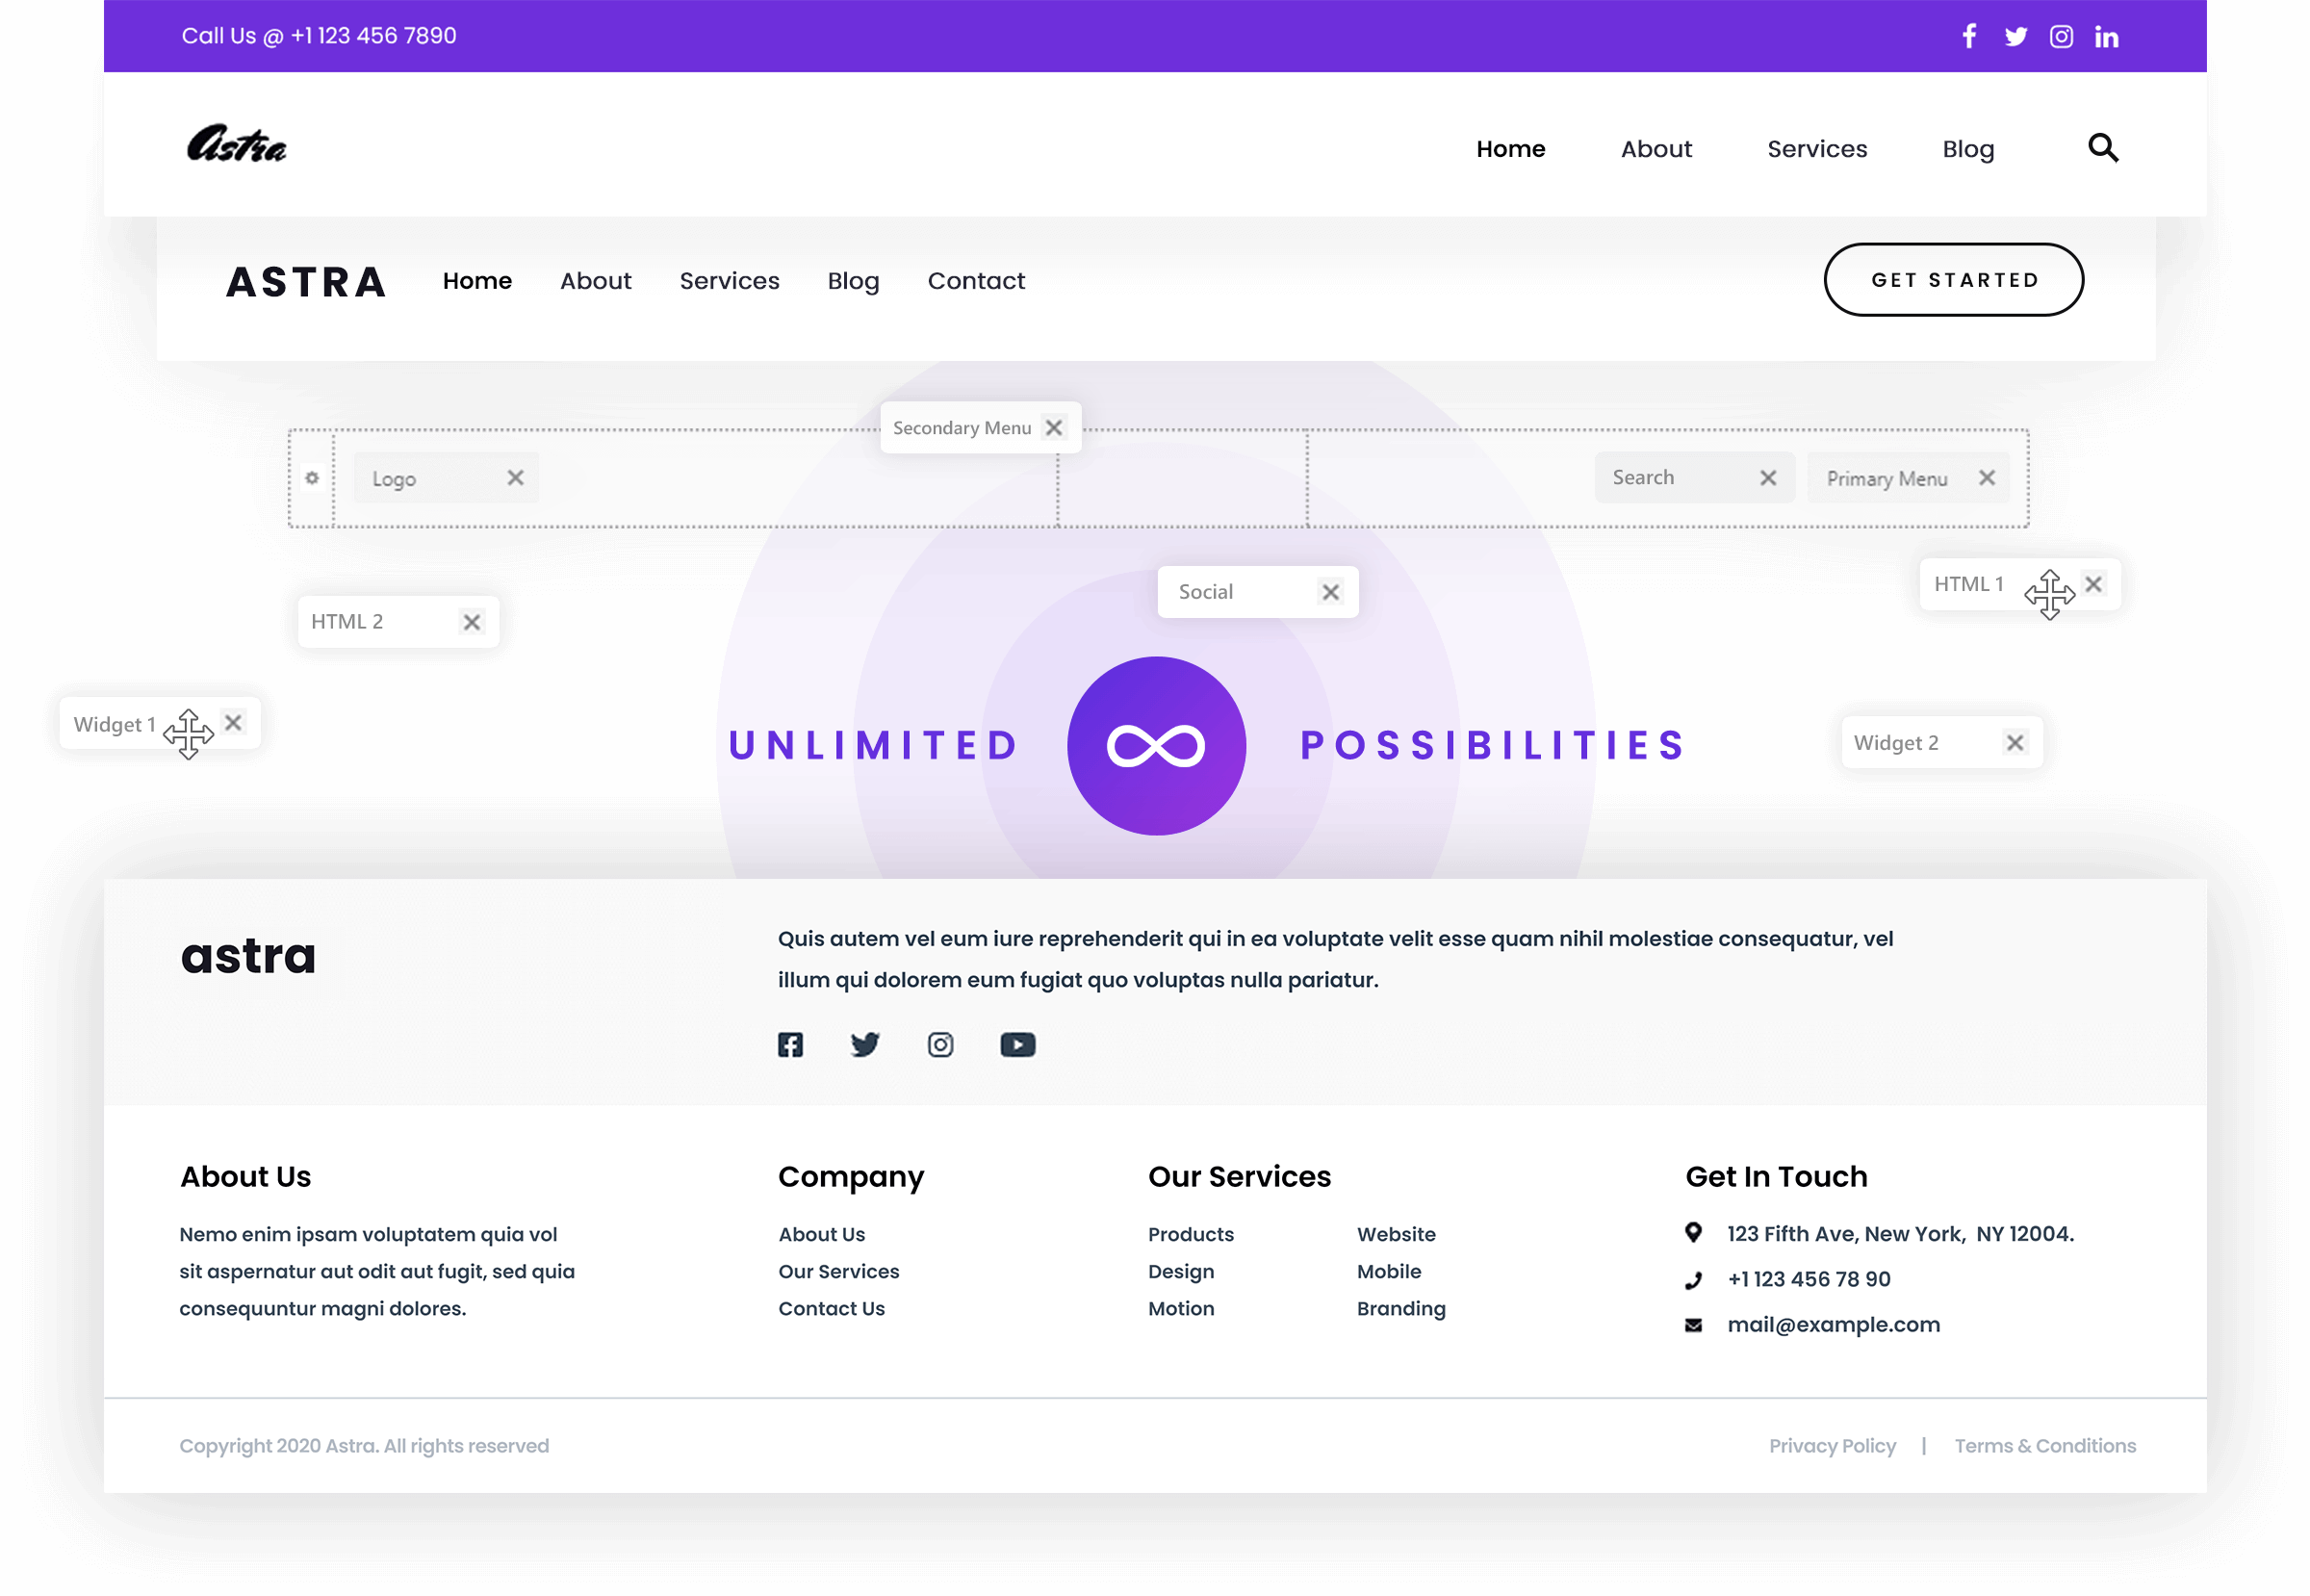 Call Us @ +1 123 456 7890
Astra
Home About Services Blog
ASTRA Home About Services Blog Contact GET STARTED
Secondary Menu
Logo Search Primary Menu
Social HTML 1
HTML 2
Widget 1 Widget 2
UNLIMITED POSSIBILITIES
astra
Quis autem vel eum iure reprehenderit qui in ea voluptate velit esse quam nihil molestiae consequatur, vel
illum qui dolorem eum fugiat quo voluptas nulla pariatur.
About Us
Nemo enim ipsam voluptatem quia vol
sit aspernatur aut odit aut fugit, sed quia
consequuntur magni dolores.
Company
About Us
Our Services
Contact Us
Our Services
Products Website
Design Mobile
Motion Branding
Get In Touch
123 Fifth Ave, New York, NY 12004.
+1 123 456 78 90
mail@example.com
Copyright 2020 Astra. All rights reserved
Privacy Policy | Terms & Conditions